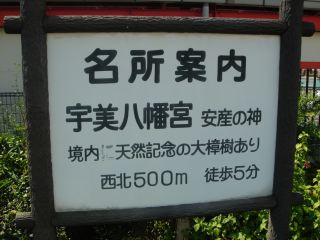 名所案内
宇美八幡宮 安産の神
境内に天然記念の大樟樹あり
西北500m 徒歩5分